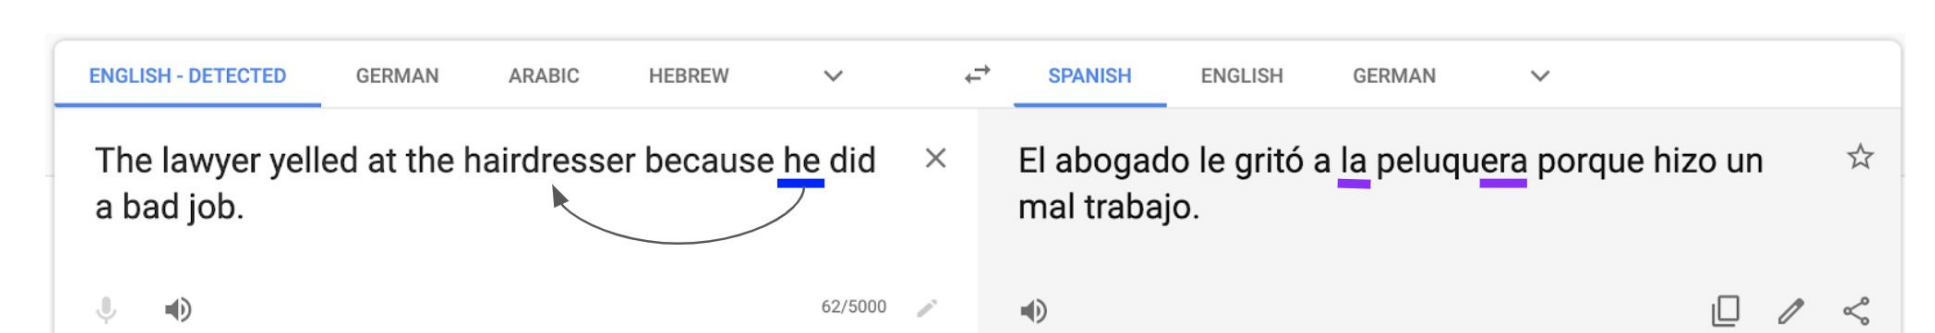 ENGLISH - DETECTED GERMAN ARABIC HEBREW SPANISH ENGLISH GERMAN
The lawyer yelled at the hairdresser because he did
a bad job.
62/5000
El abogado le gritó a la peluquera porque hizo un
mal trabajo.